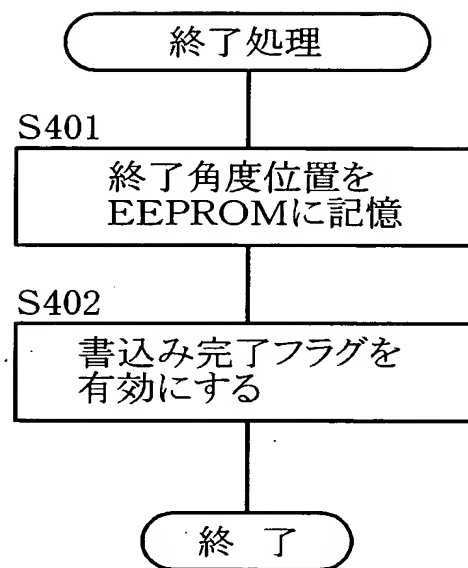 終了処理
S401
終了角度位置を
EEPROMに記憶
S402
書込み完了フラグを
有効にする
終 了